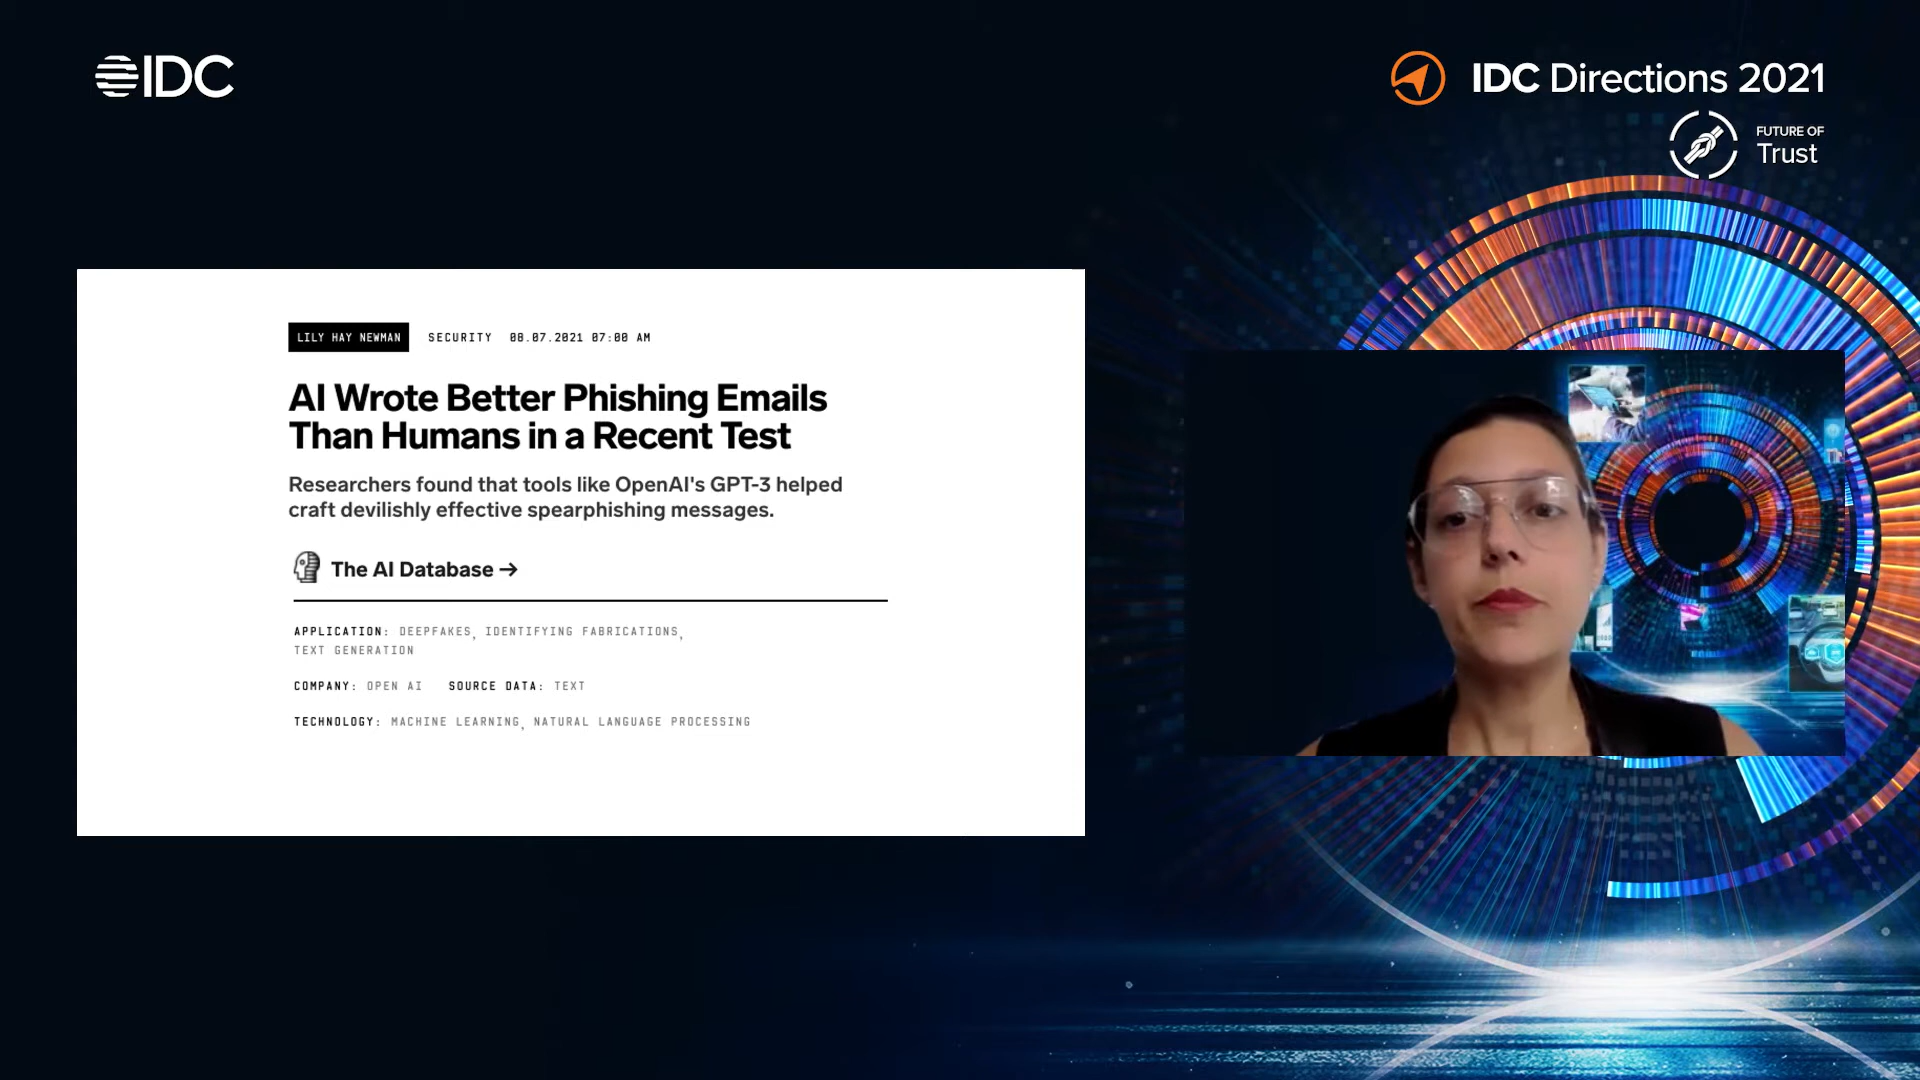 IDC
IDC Directions 2021
FUTURE OF
Trust
LILY HAY NEWMAN SECURITY 08.07.2021 07:00 AM
AI Wrote Better Phishing Emails
Than Humans in a Recent Test
Researchers found that tools like OpenAI's GPT-3 helped
craft devilishly effective spearphishing messages.
The AI Database →
APPLICATION: DEEPFAKES, IDENTIFYING FABRICATIONS,
TEXT GENERATION
COMPANY: OPEN AI SOURCE DATA: TEXT
TECHNOLOGY: MACHINE LEARNING, NATURAL LANGUAGE PROCESSING